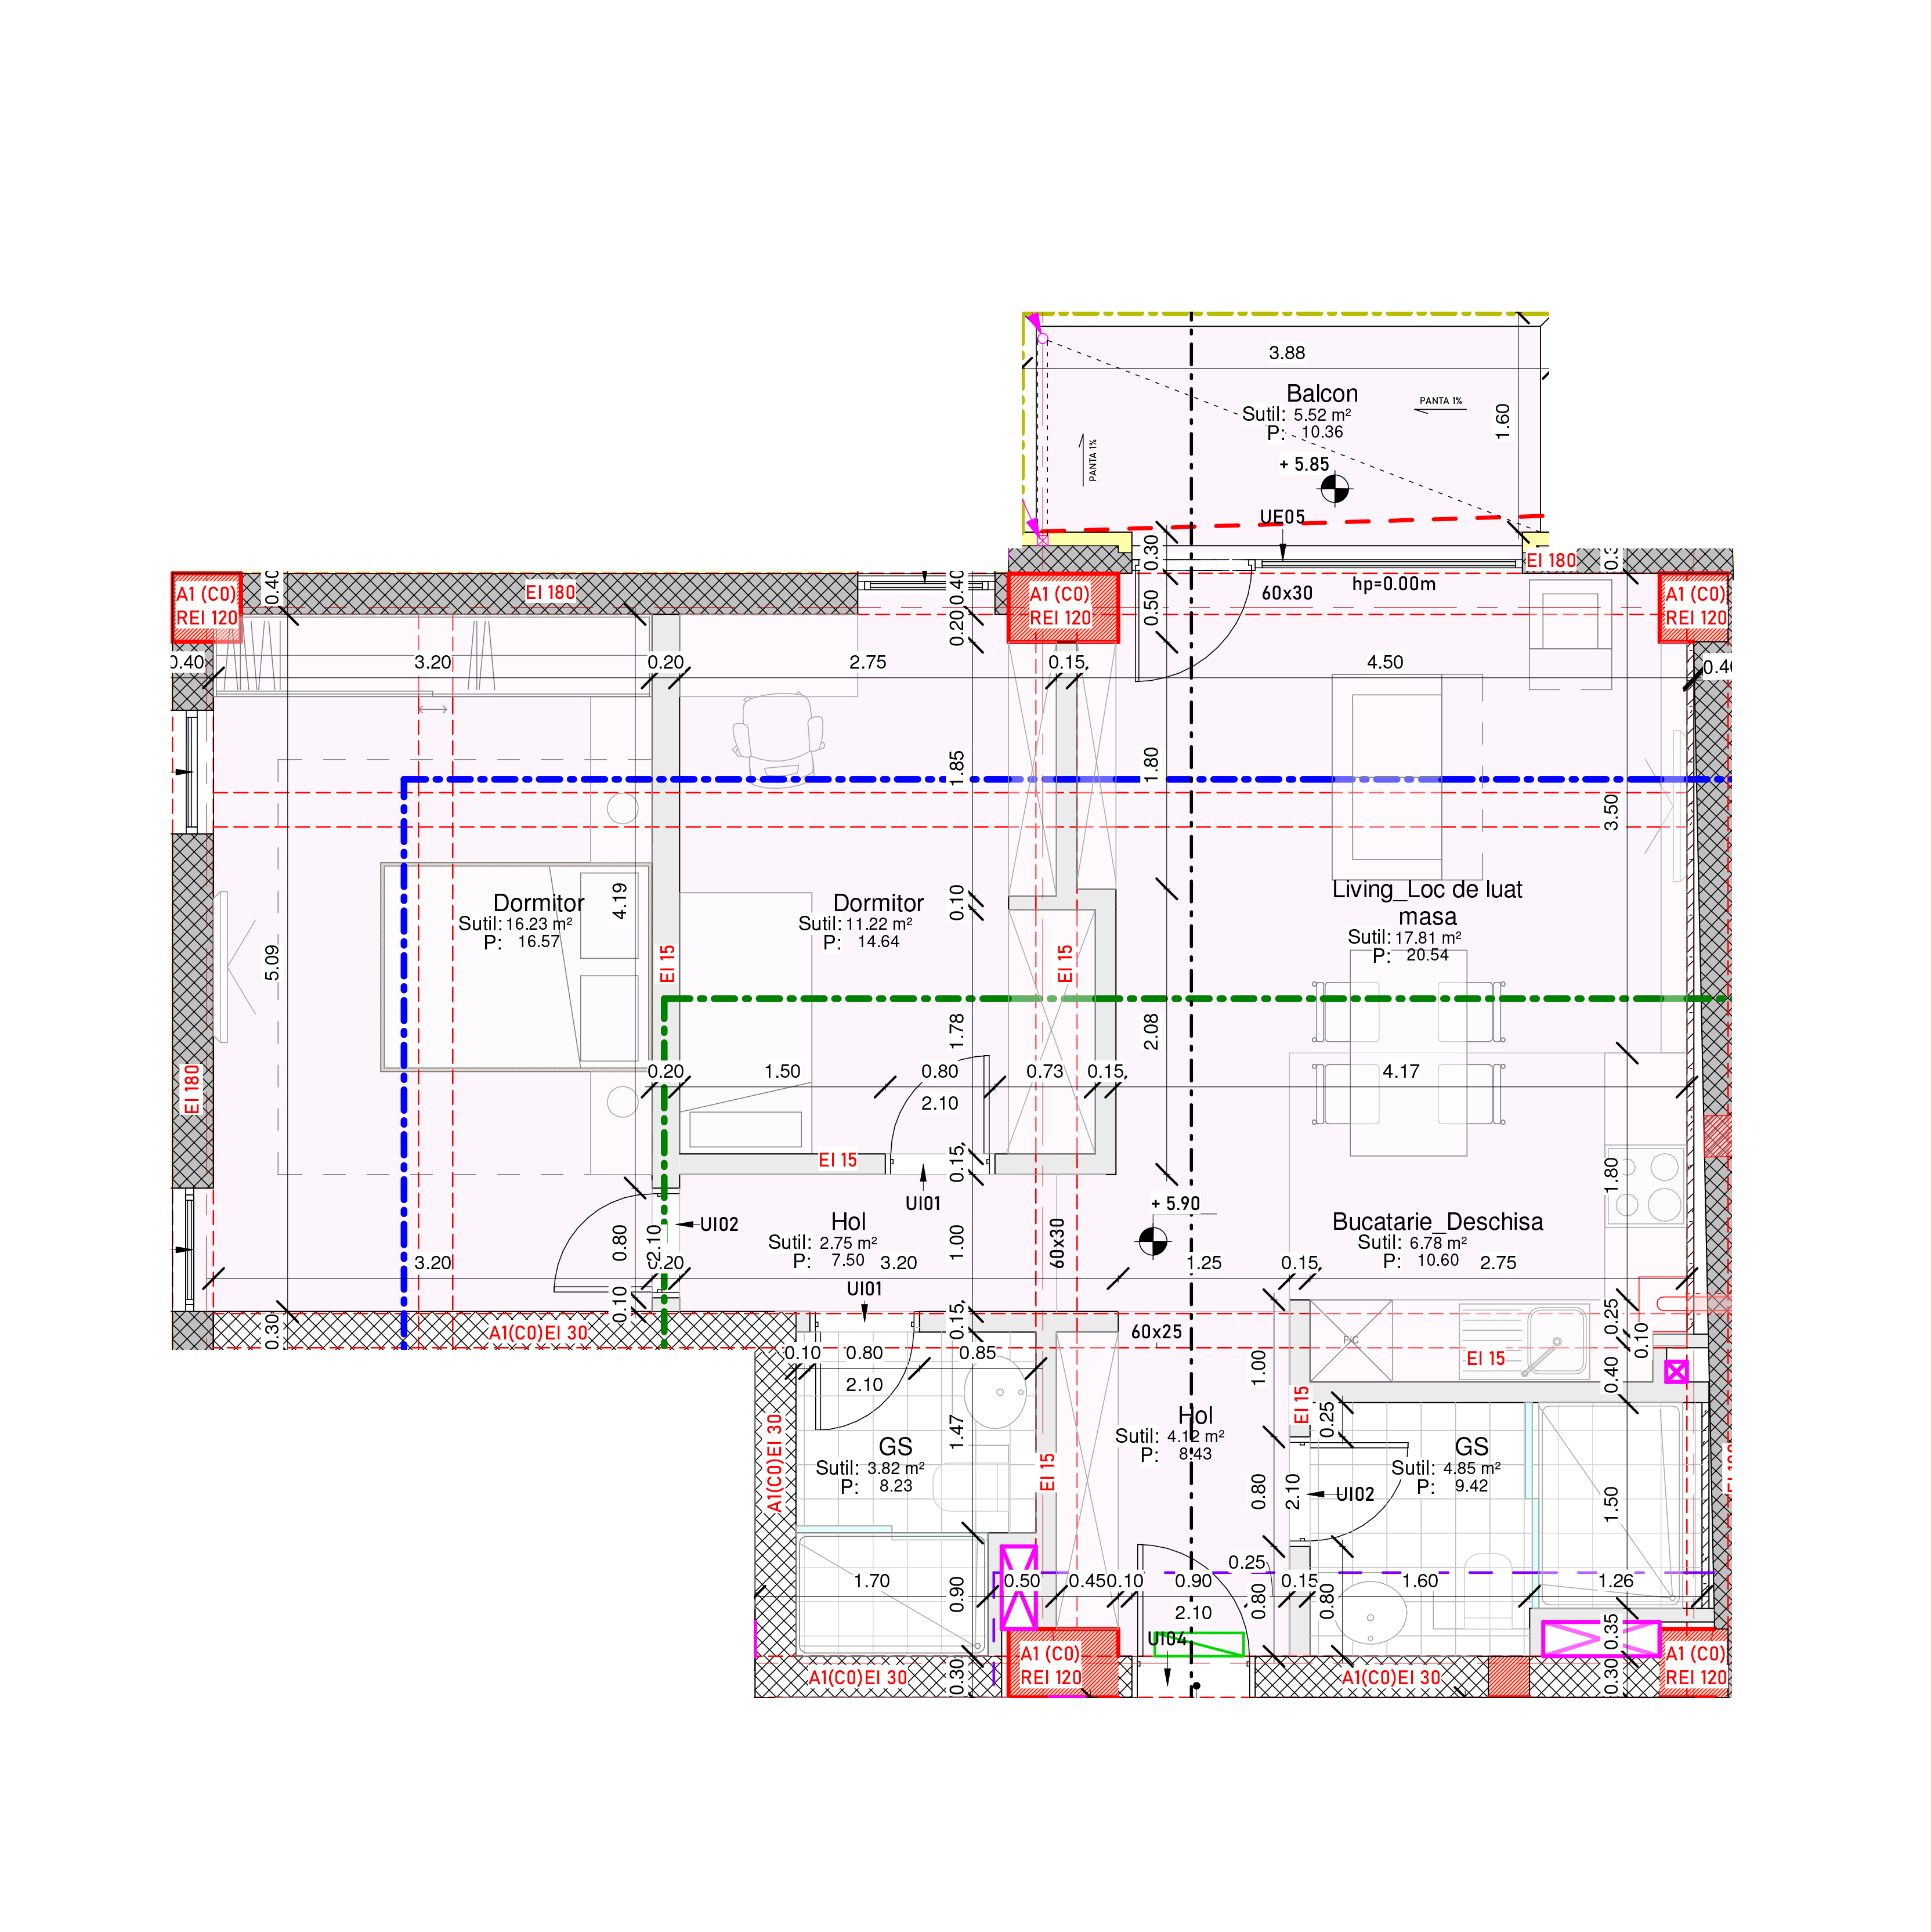 3.88
Balcon
Sutil: 5.52 m²
P: 10.36
PANTA 1%
PANTA 1%
1.60
+ 5.85
UE05
0.30
EI 180
hp=0.00m
60x30
A1 (C0)
REI 120
0.40
EI 180
0.40
A1 (C0)
REI 120
0.50
A1 (C0)
REI 120
0.20
0.40
3.20
0.20
2.75
0.15
4.50
1.85
1.80
3.50
0.10
4.19
5.09
Dormitor
Sutil: 16.23 m²
P: 16.57
Dormitor
Sutil: 11.22 m²
P: 14.64
Living_Loc de luat
masa
Sutil: 17.81 m²
P: 20.54
EI 15
EI 15
1.78
2.08
EI 180
0.20
1.50
0.80
2.10
0.73
0.15
4.17
EI 15
0.15
UI01
1.80
+ 5.90
UI02
0.80
2.10
Hol
Sutil: 2.75 m²
P: 7.50
1.00
60x30
Bucatarie_Deschisa
Sutil: 6.78 m²
P: 10.60
3.20
0.20
3.20
1.25
0.15
2.75
UI01
0.10
0.30
A1(C0)EI 30
0.15
60x25
0.25
0.10
0.40
F/C
EI 15
0.10
0.80
2.10
0.85
1.00
A1(C0)EI 30
1.47
EI 15
EI 15
0.25
Hol
Sutil: 4.12 m²
P: 8.43
GS
Sutil: 3.82 m²
P: 8.23
GS
Sutil: 4.85 m²
P: 9.42
0.80
2.10
UI02
1.50
0.25
1.70
0.50
0.45
0.10
0.90
2.10
0.15
1.60
1.26
0.90
0.80
0.80
UI04
0.35
A1(C0)EI 30
0.30
A1 (C0)
REI 120
A1(C0)EI 30
0.30
A1 (C0)
REI 120